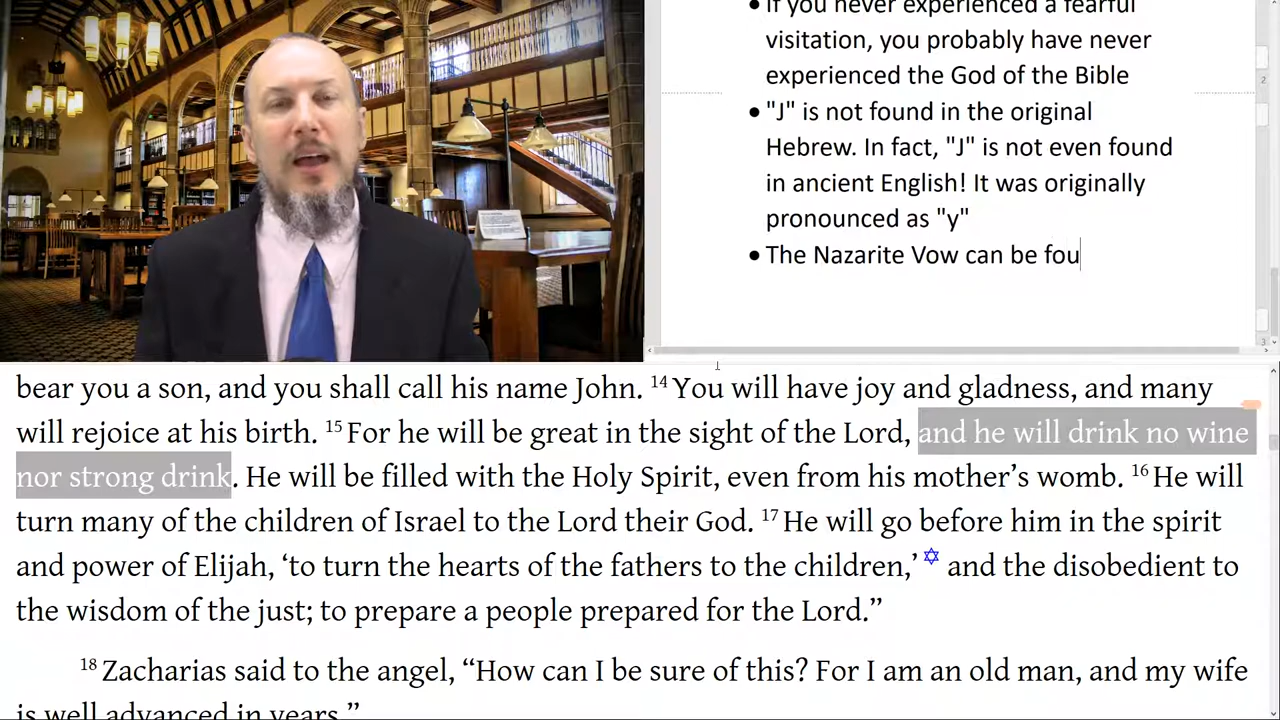 If you never experienced a fearful
visitation, you probably have never
experienced the God of the Bible
"J" is not found in the original
Hebrew. In fact, "J" is not even found
in ancient English! It was originally
pronounced as "y"
The Nazarite Vow can be fou
bear you a son, and you shall call his name John. 14 You will have joy and gladness, and many
will rejoice at his birth. 15 For he will be great in the sight of the Lord, and he will drink no wine
nor strong drink. He will be filled with the Holy Spirit, even from his mother’s womb. 16 He will
turn many of the children of Israel to the Lord their God. 17 He will go before him in the spirit
and power of Elijah, ‘to turn the hearts of the fathers to the children,’ ✡ and the disobedient to
the wisdom of the just; to prepare a people prepared for the Lord.”
18 Zacharias said to the angel, “How can I be sure of this? For I am an old man, and my wife
is well advanced in years.”